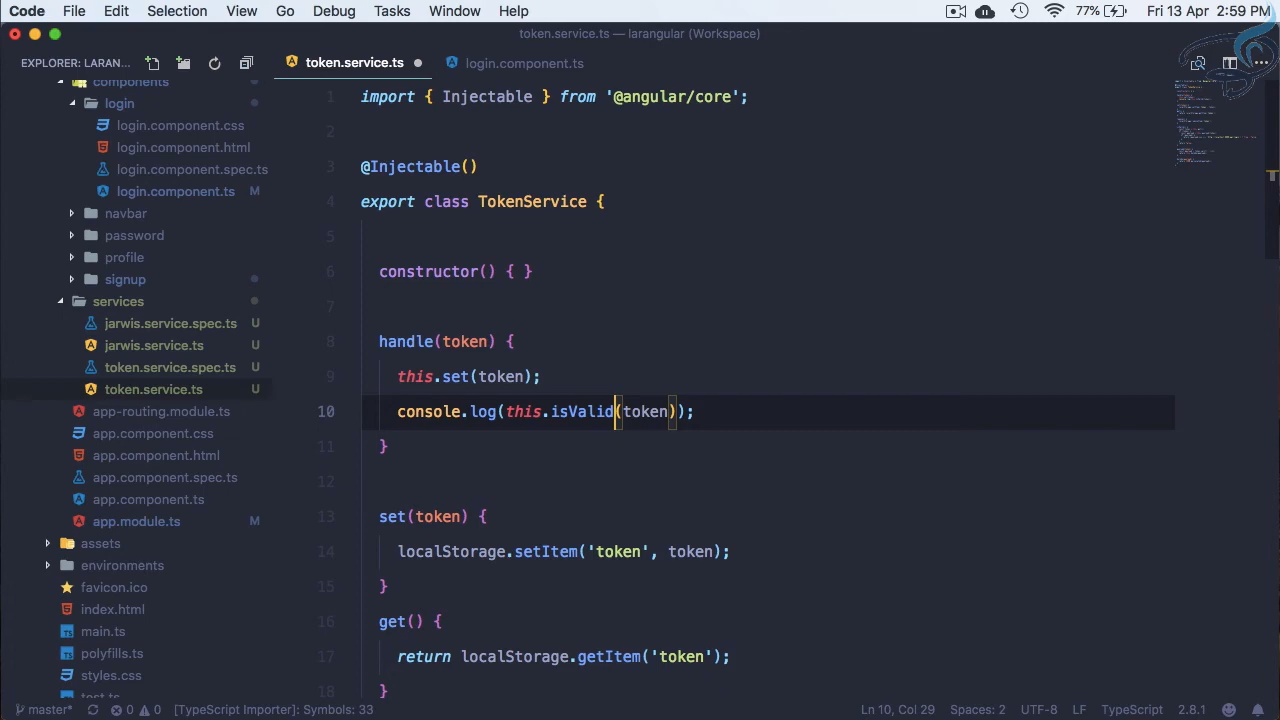 Code File Edit Selection View Go Debug Tasks Window Help 77% Fri 13 Apr 2:59 PM
token.service.ts — larangular (Workspace)
EXPLORER: LARAN...
token.service.ts
login.component.ts
components
login
login.component.css
login.component.html
login.component.spec.ts
login.component.ts M
navbar
password
profile
signup
services
jarwis.service.spec.ts U
jarwis.service.ts U
token.service.spec.ts U
token.service.ts U
app-routing.module.ts
app.component.css
app.component.html
app.component.spec.ts
app.component.ts
app.module.ts M
assets
environments
favicon.ico
index.html
main.ts
polyfills.ts
styles.css
test.ts
1 import { Injectable } from '@angular/core';
2
3 @Injectable()
4 export class TokenService {
5
6 constructor() { }
7
8 handle(token) {
9 this.set(token);
10 console.log(this.isValid(token));
11 }
12
13 set(token) {
14 localStorage.setItem('token', token);
15 }
16 get() {
17 return localStorage.getItem('token');
18 }
master* 0 0 [TypeScript Importer]: Symbols: 33 Ln 10, Col 29 Spaces: 2 UTF-8 LF TypeScript 2.8.1